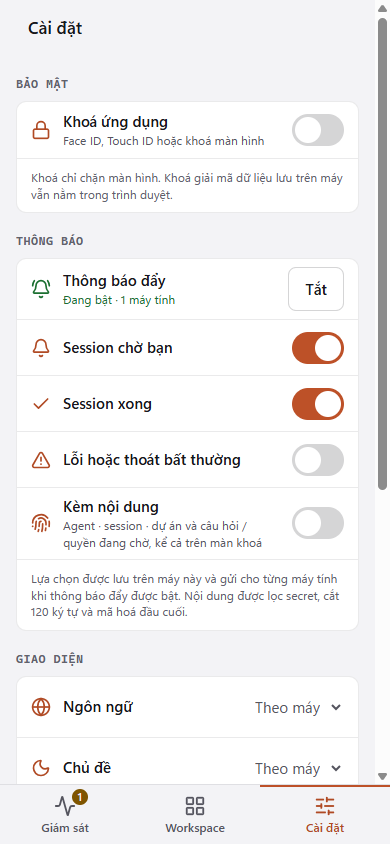 Cài đặt
BẢO MẬT
Khoá ứng dụng
Face ID, Touch ID hoặc khoá màn hình
Khoá chỉ chặn màn hình. Khoá giải mã dữ liệu lưu trên máy
vẫn nằm trong trình duyệt.
THÔNG BÁO
Thông báo đẩy
Đang bật · 1 máy tính
Tắt
Session chờ bạn
Session xong
Lỗi hoặc thoát bất thường
Kèm nội dung
Agent · session · dự án và câu hỏi /
quyền đang chờ, kể cả trên màn khoá
Lựa chọn được lưu trên máy này và gửi cho từng máy tính
khi thông báo đẩy được bật. Nội dung được lọc secret, cắt
120 ký tự và mã hoá đầu cuối.
GIAO DIỆN
Ngôn ngữ
Theo máy
Chủ đề
Theo máy
1
Giám sát
Workspace
Cài đặt